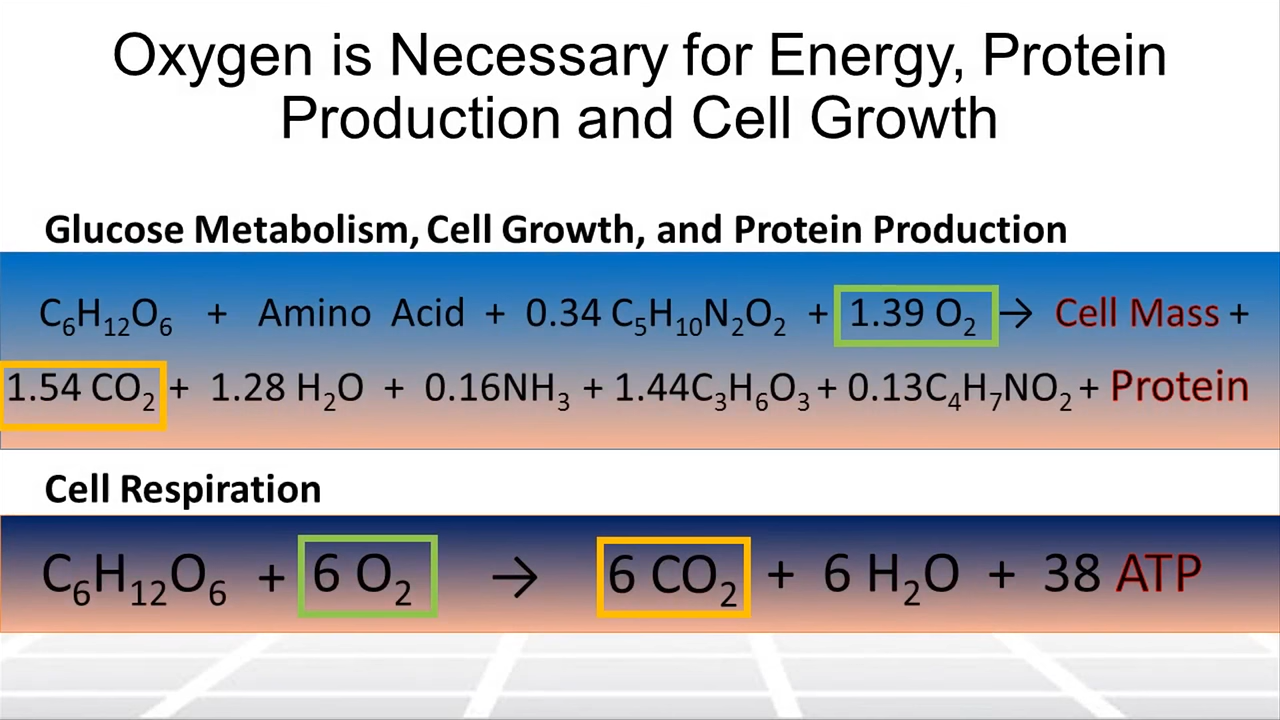 Oxygen is Necessary for Energy, Protein
Production and Cell Growth
Glucose Metabolism, Cell Growth, and Protein Production
C₆H₁₂O₆ + Amino Acid + 0.34 C₅H₁₀N₂O₂ + 1.39 O₂ → Cell Mass +
1.54 CO₂ + 1.28 H₂O + 0.16NH₃ + 1.44C₃H₆O₃ + 0.13C₄H₇NO₂ + Protein
Cell Respiration
C₆H₁₂O₆ + 6 O₂ → 6 CO₂ + 6 H₂O + 38 ATP